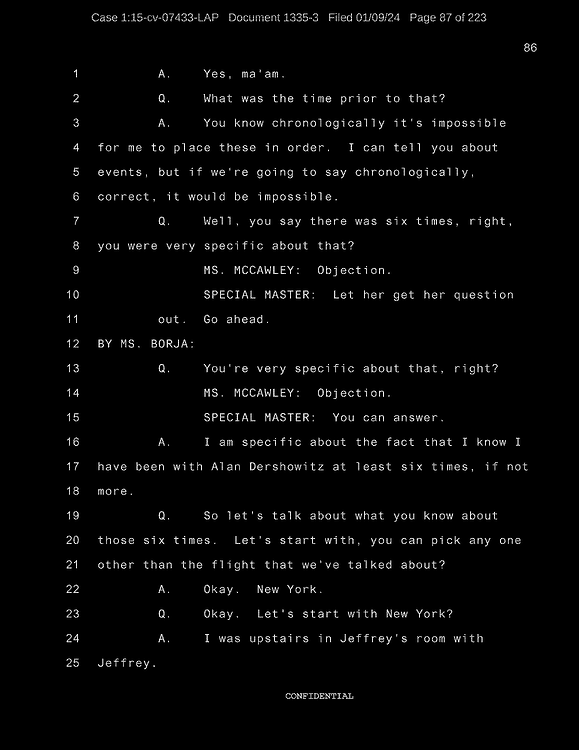 Case 1:15-cv-07433-LAP Document 1335-3 Filed 01/09/24 Page 87 of 223
86
1 A. Yes, ma'am.
2 Q. What was the time prior to that?
3 A. You know chronologically it's impossible
4 for me to place these in order. I can tell you about
5 events, but if we're going to say chronologically,
6 correct, it would be impossible.
7 Q. Well, you say there was six times, right,
8 you were very specific about that?
9 MS. MCCAWLEY: Objection.
10 SPECIAL MASTER: Let her get her question
11 out. Go ahead.
12 BY MS. BORJA:
13 Q. You're very specific about that, right?
14 MS. MCCAWLEY: Objection.
15 SPECIAL MASTER: You can answer.
16 A. I am specific about the fact that I know I
17 have been with Alan Dershowitz at least six times, if not
18 more.
19 Q. So let's talk about what you know about
20 those six times. Let's start with, you can pick any one
21 other than the flight that we've talked about?
22 A. Okay. New York.
23 Q. Okay. Let's start with New York?
24 A. I was upstairs in Jeffrey's room with
25 Jeffrey.
CONFIDENTIAL